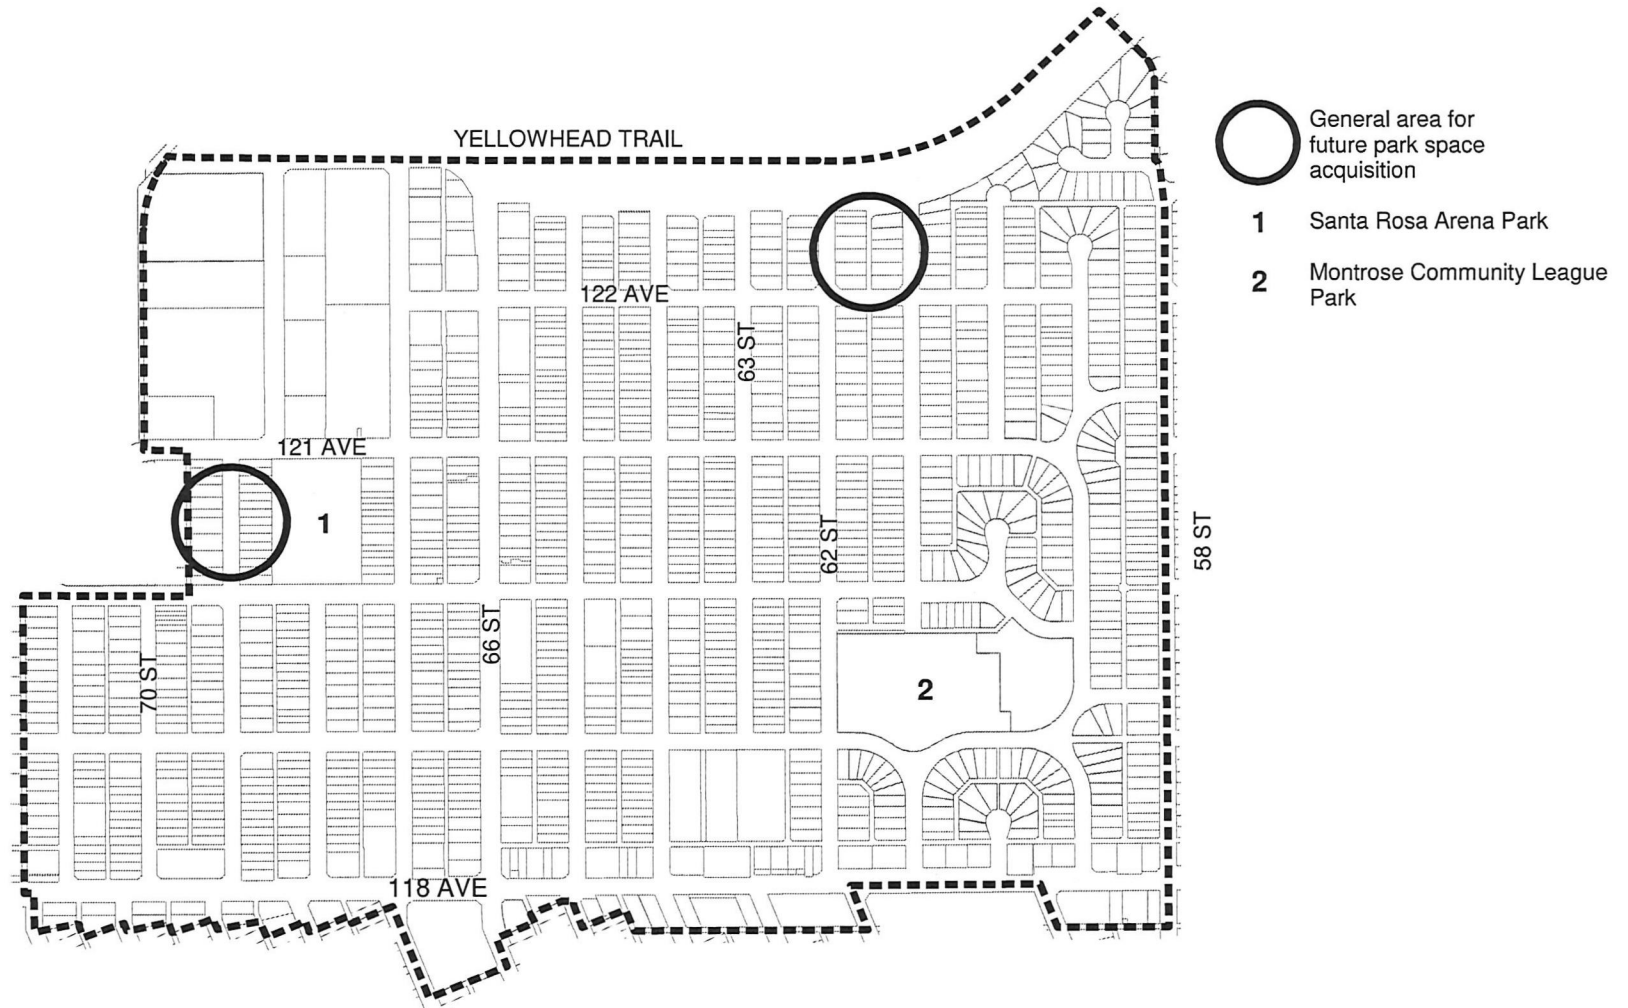 YELLOWHEAD TRAIL
122 AVE
63 ST
121 AVE
1
62 ST
58 ST
66 ST
70 ST
2
118 AVE
General area for
future park space
acquisition
1 Santa Rosa Arena Park
2 Montrose Community League
Park